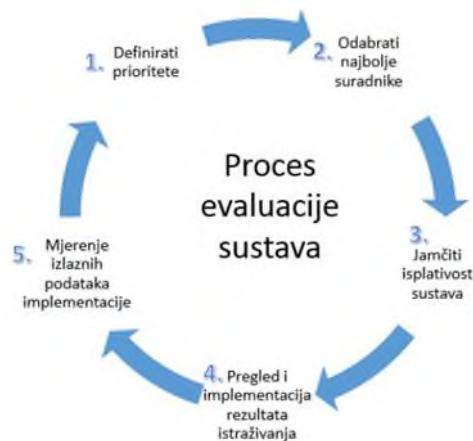 Proces
evaluacije
sustava
1. Definirati
prioritete
2. Odabrati
najbolje
suradnike
3.
Jamčiti
isplativost
sustava
4. Pregled i
implementacija
rezultata
istraživanja
5. Mjerenje
izlaznih
podataka
implementacije